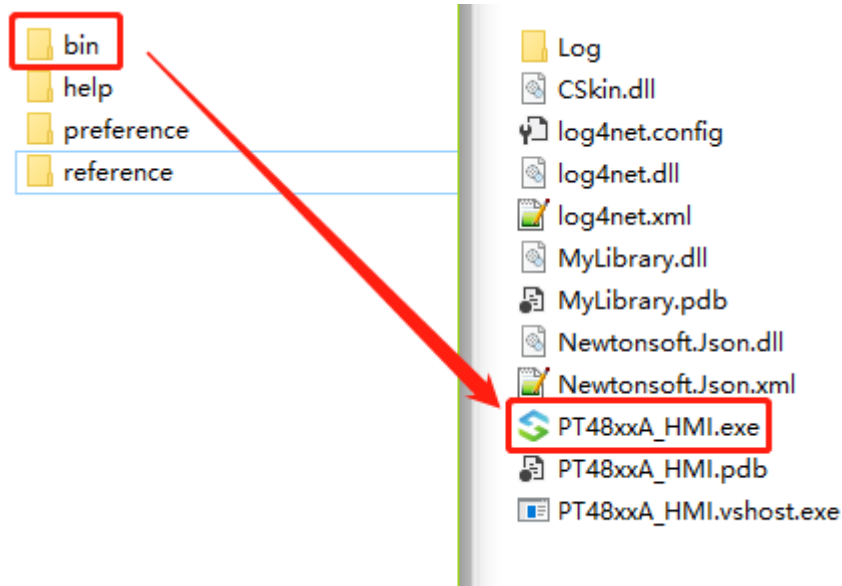 bin
help
preference
reference
Log
CSkin.dll
log4net.config
log4net.dll
log4net.xml
MyLibrary.dll
MyLibrary.pdb
Newtonsoft.Json.dll
Newtonsoft.Json.xml
PT48xxA_HMI.exe
PT48xxA_HMI.pdb
PT48xxA_HMI.vshost.exe